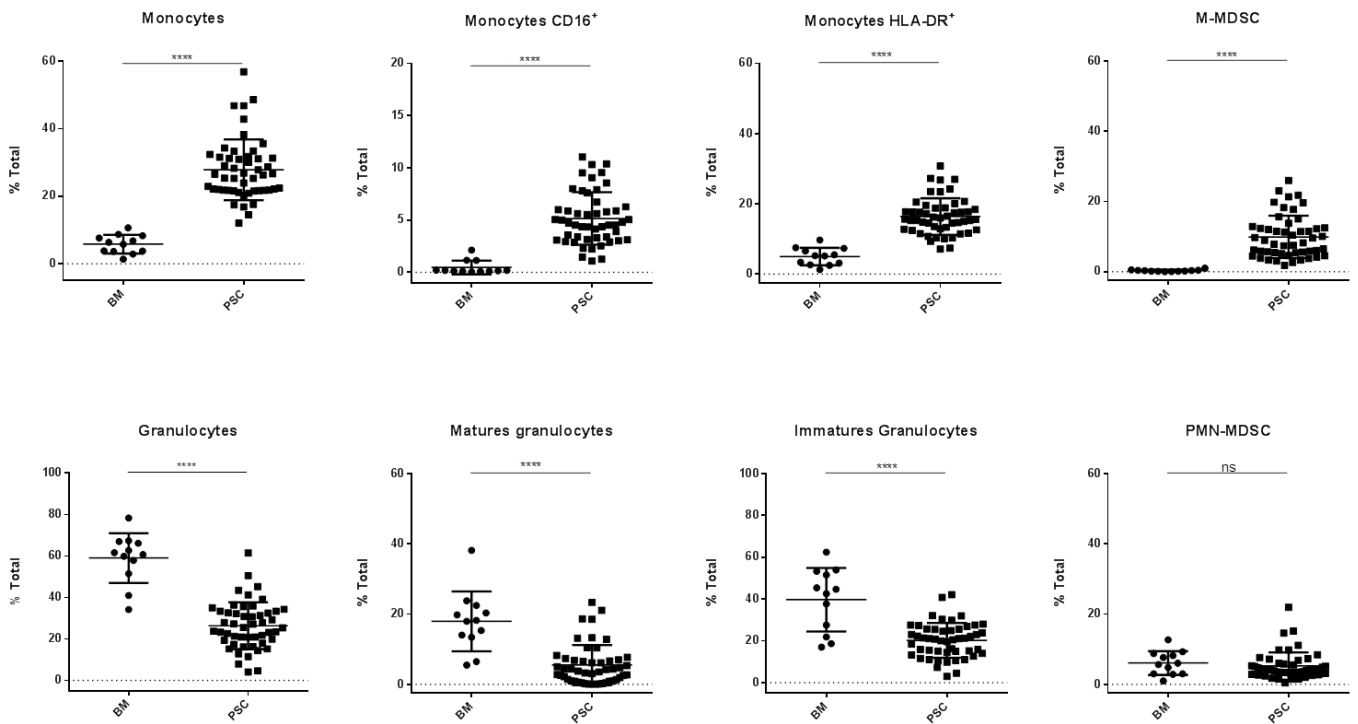 Monocytes
Monocytes CD16⁺
Monocytes HLA-DR⁺
M-MDSC
% Total
60
40
20
0
****
BM
PSC
% Total
20
15
10
5
0
****
BM
PSC
% Total
60
40
20
0
****
BM
PSC
% Total
60
40
20
0
****
BM
PSC
Granulocytes
Matures granulocytes
Immatures Granulocytes
PMN-MDSC
% Total
100
80
60
40
20
0
****
BM
PSC
% Total
60
40
20
0
****
BM
PSC
% Total
100
80
60
40
20
0
****
BM
PSC
% Total
60
40
20
0
ns
BM
PSC